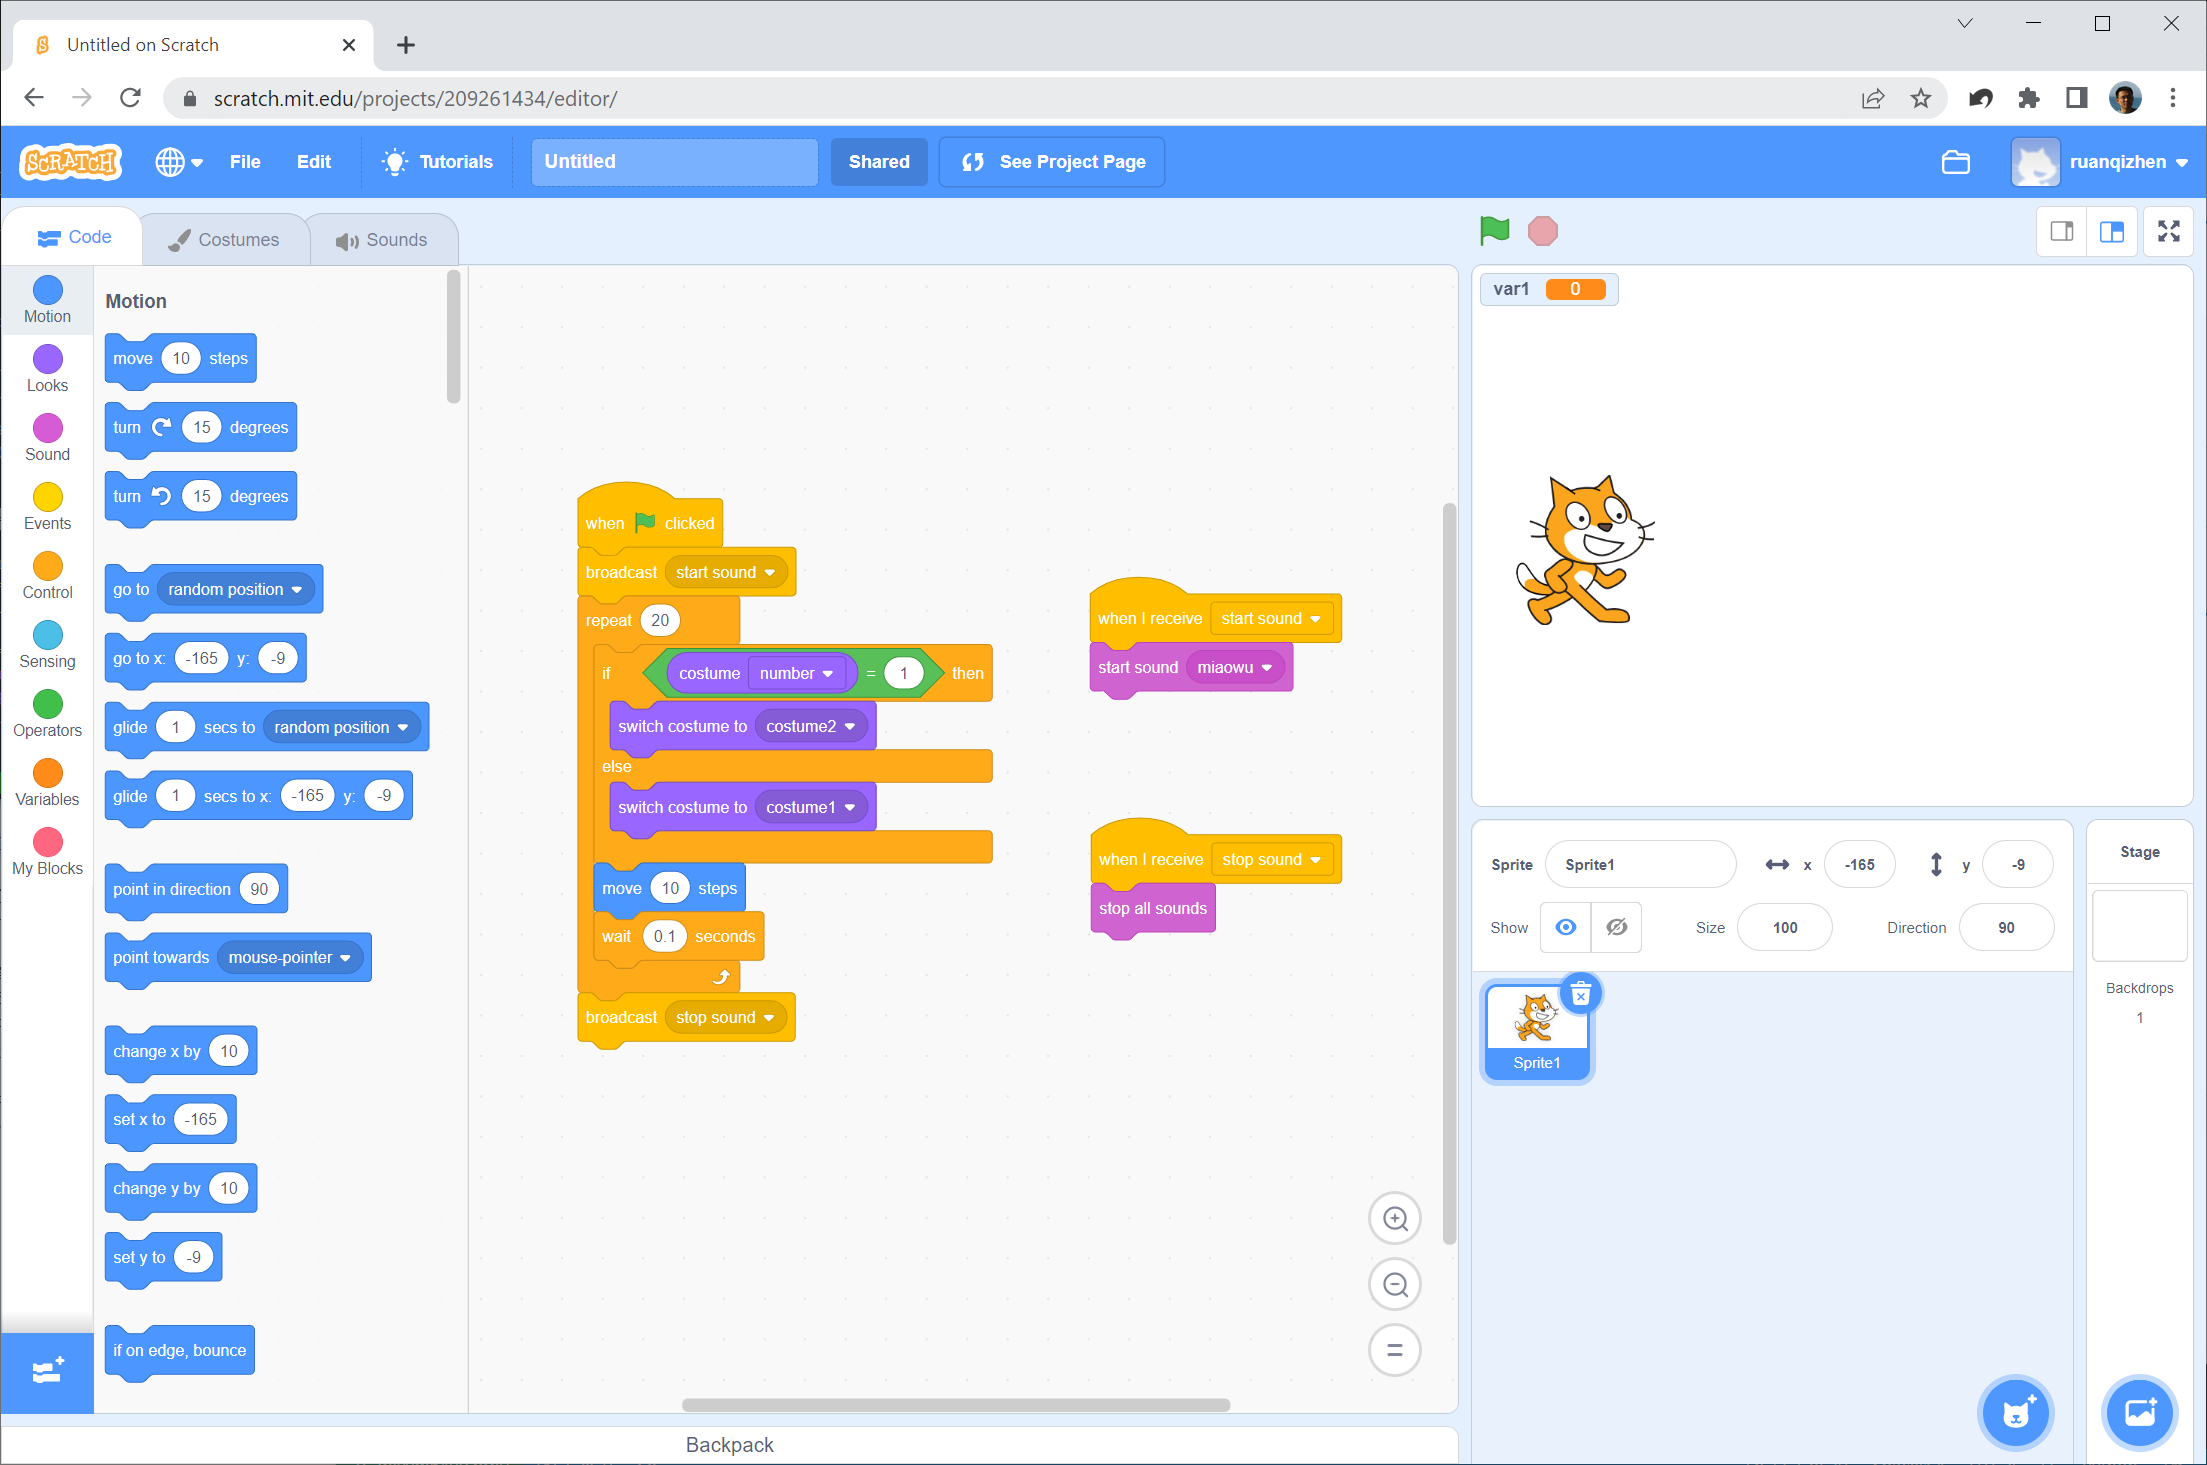 Untitled on Scratch
scratch.mit.edu/projects/209261434/editor/
SCRATCH File Edit Tutorials Untitled Shared See Project Page ruanqizhen
Code Costumes Sounds
Motion
Looks
Sound
Events
Control
Sensing
Operators
Variables
My Blocks
Motion
move 10 steps
turn 15 degrees
turn 15 degrees
go to random position
go to x: -165 y: -9
glide 1 secs to random position
glide 1 secs to x: -165 y: -9
point in direction 90
point towards mouse-pointer
change x by 10
set x to -165
change y by 10
set y to -9
if on edge, bounce
when clicked
broadcast start sound
repeat 20
if costume number = 1 then
switch costume to costume2
else
switch costume to costume1
move 10 steps
wait 0.1 seconds
broadcast stop sound
when I receive start sound
start sound miaowu
when I receive stop sound
stop all sounds
Backpack
var1 0
Sprite Sprite1 x -165 y -9
Show Size 100 Direction 90
Sprite1
Stage
Backdrops
1